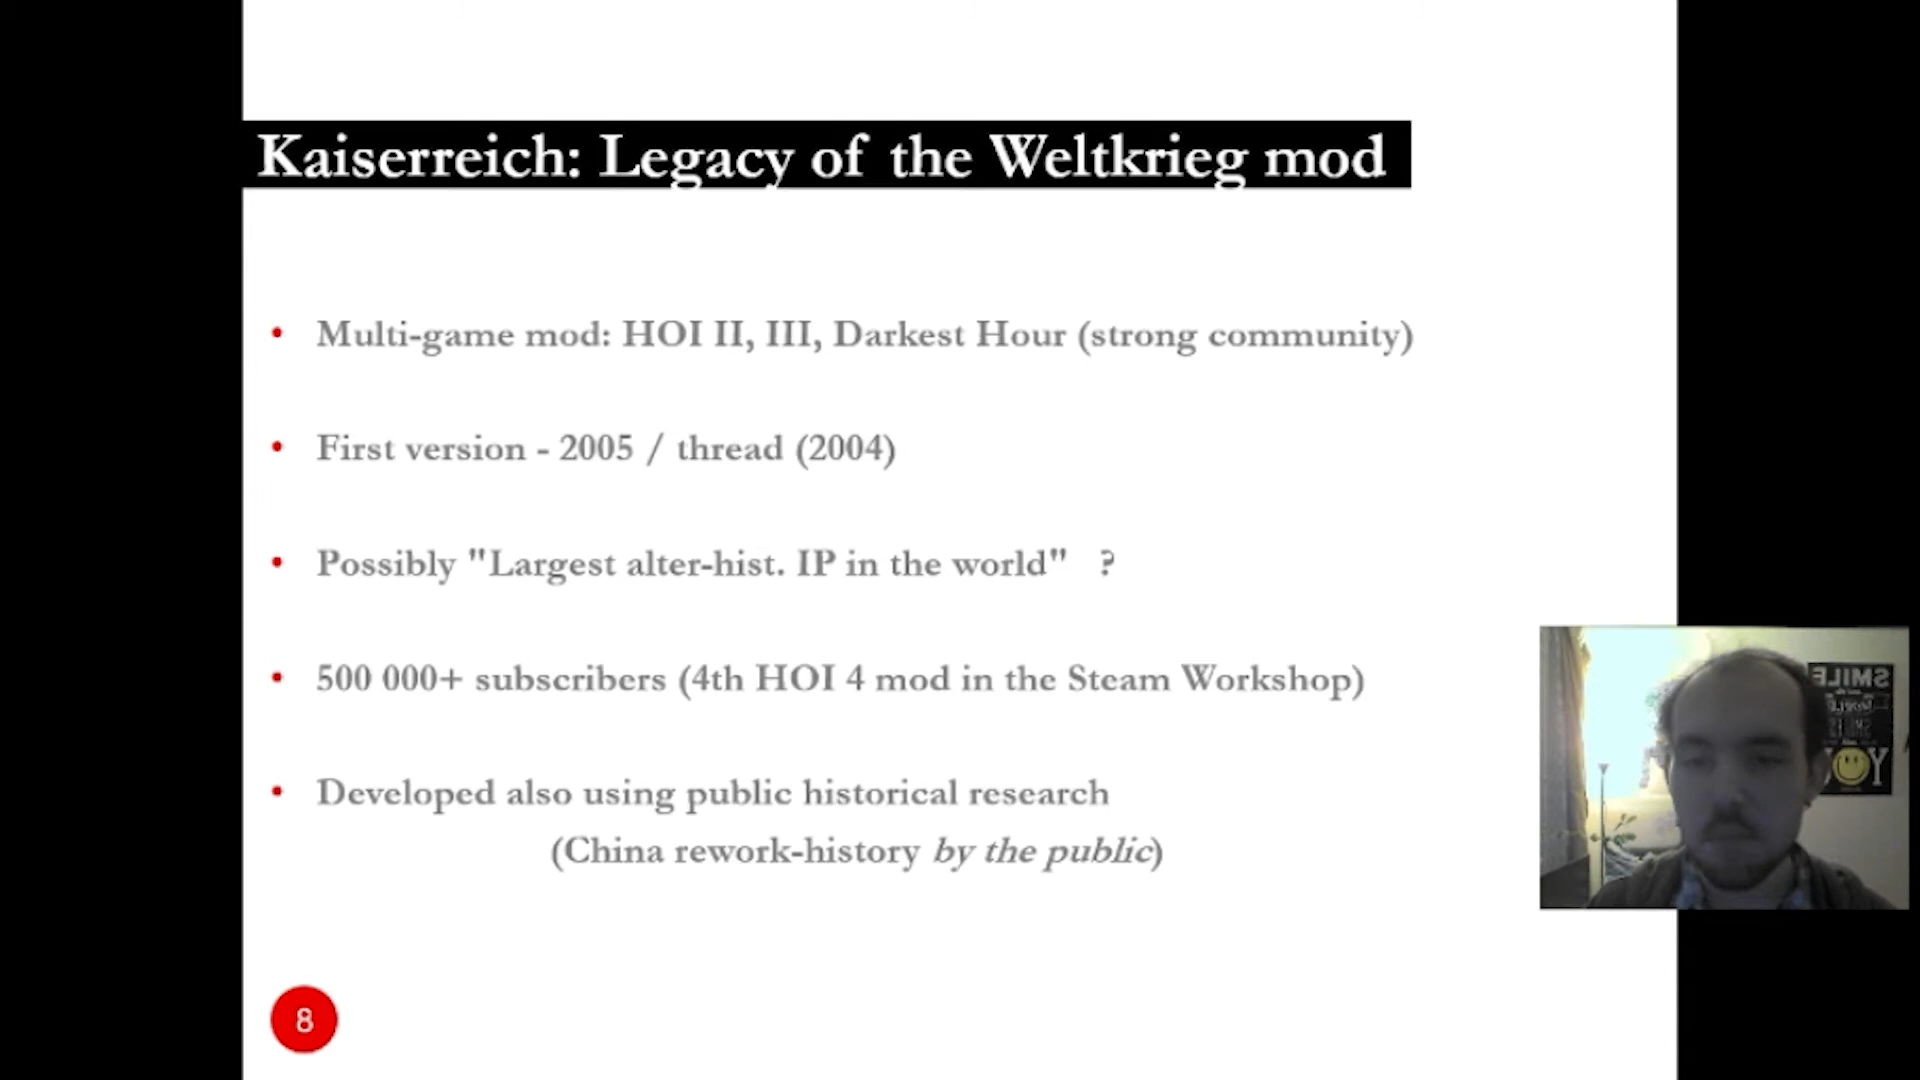 Kaiserreich: Legacy of the Weltkrieg mod
• Multi-game mod: HOI II, III, Darkest Hour (strong community)
• First version - 2005 / thread (2004)
• Possibly "Largest alter-hist. IP in the world" ?
• 500 000+ subscribers (4th HOI 4 mod in the Steam Workshop)
• Developed also using public historical research
(China rework-history by the public)
SMILE
YO
8